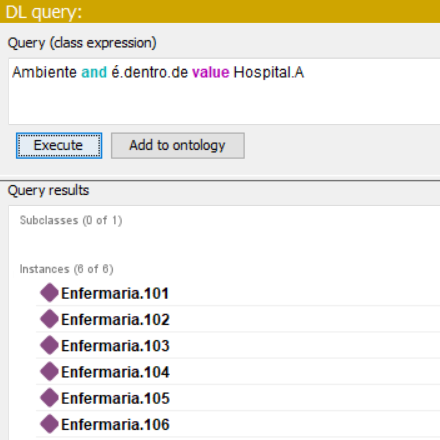 DL query:
Query (class expression)
Ambiente and é.dentro.de value Hospital.A
Execute
Add to ontology
Query results
Subclasses (0 of 1)
Instances (6 of 6)
Enfermaria.101
Enfermaria.102
Enfermaria.103
Enfermaria.104
Enfermaria.105
Enfermaria.106